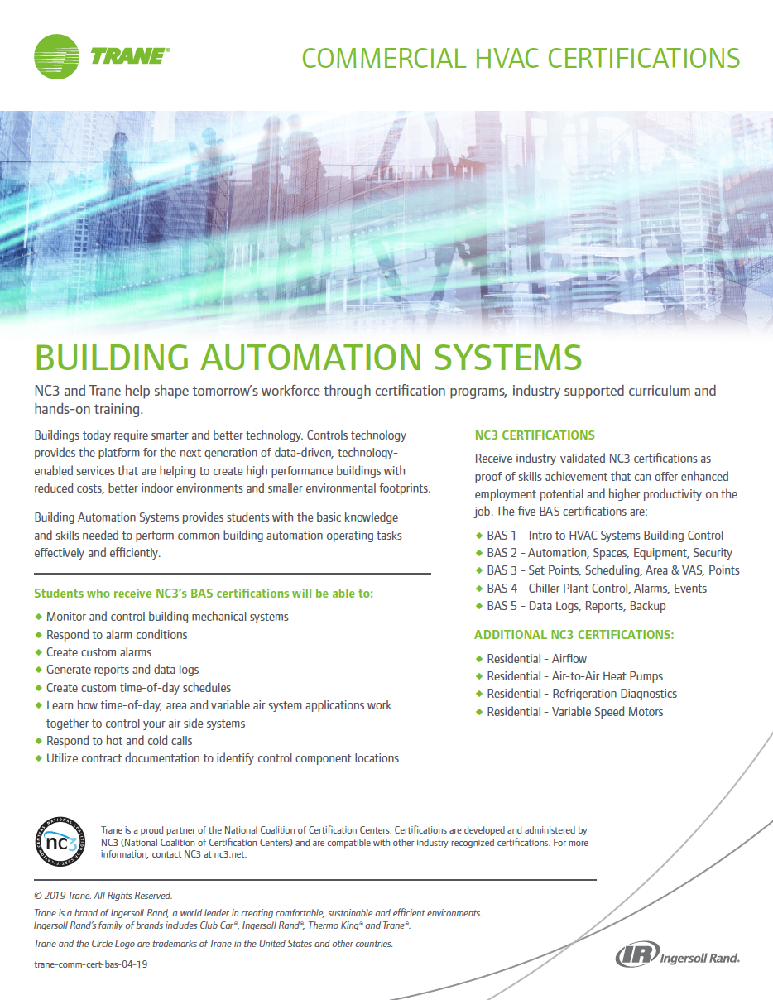 TRANE®
COMMERCIAL HVAC CERTIFICATIONS
BUILDING AUTOMATION SYSTEMS
NC3 and Trane help shape tomorrow's workforce through certification programs, industry supported curriculum and
hands-on training.
Buildings today require smarter and better technology. Controls technology
provides the platform for the next generation of data-driven, technology-
enabled services that are helping to create high performance buildings with
reduced costs, better indoor environments and smaller environmental footprints.
Building Automation Systems provides students with the basic knowledge
and skills needed to perform common building automation operating tasks
effectively and efficiently.
Students who receive NC3's BAS certifications will be able to:
◆ Monitor and control building mechanical systems
◆ Respond to alarm conditions
◆ Create custom alarms
◆ Generate reports and data logs
◆ Create custom time-of-day schedules
◆ Learn how time-of-day, area and variable air system applications work
together to control your air side systems
◆ Respond to hot and cold calls
◆ Utilize contract documentation to identify control component locations
NC3 CERTIFICATIONS
Receive industry-validated NC3 certifications as
proof of skills achievement that can offer enhanced
employment potential and higher productivity on the
job. The five BAS certifications are:
◆ BAS 1 - Intro to HVAC Systems Building Control
◆ BAS 2 - Automation, Spaces, Equipment, Security
◆ BAS 3 - Set Points, Scheduling, Area & VAS, Points
◆ BAS 4 - Chiller Plant Control, Alarms, Events
◆ BAS 5 - Data Logs, Reports, Backup
ADDITIONAL NC3 CERTIFICATIONS:
◆ Residential - Airflow
◆ Residential - Air-to-Air Heat Pumps
◆ Residential - Refrigeration Diagnostics
◆ Residential - Variable Speed Motors
NATIONAL COALITION OF CERTIFICATION CENTERS
nc3
Trane is a proud partner of the National Coalition of Certification Centers. Certifications are developed and administered by
NC3 (National Coalition of Certification Centers) and are compatible with other industry recognized certifications. For more
information, contact NC3 at nc3.net.
© 2019 Trane. All Rights Reserved.
Trane is a brand of Ingersoll Rand, a world leader in creating comfortable, sustainable and efficient environments.
Ingersoll Rand's family of brands includes Club Car®, Ingersoll Rand®, Thermo King® and Trane®.
Trane and the Circle Logo are trademarks of Trane in the United States and other countries.
trane-comm-cert-bas-04-19
IR Ingersoll Rand.